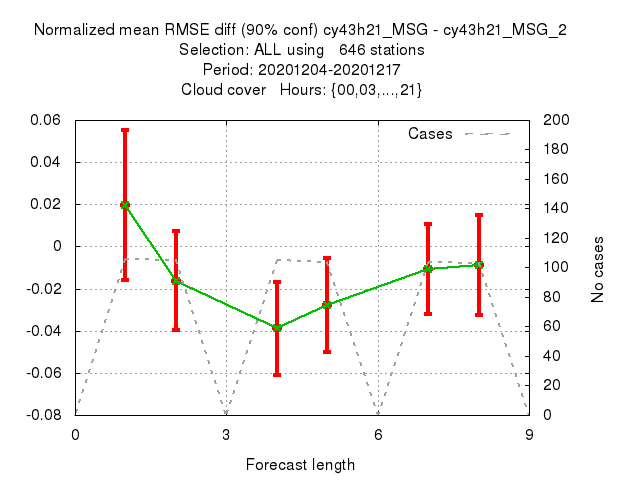 Normalized mean RMSE diff (90% conf) cy43h21_MSG - cy43h21_MSG_2
Selection: ALL using   646 stations
Period: 20201204-20201217
Cloud cover   Hours: {00,03,...,21}
Cases
0.06
0.04
0.02
0
-0.02
-0.04
-0.06
-0.08
200
180
160
140
120
100
80
60
40
20
0
No cases
0 3 6 9
Forecast length